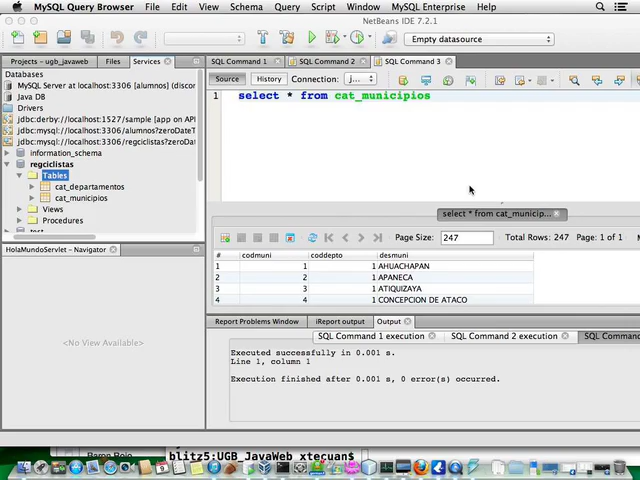 MySQL Query Browser File Edit View Schema Query Script Window MySQL Enterprise Help
NetBeans IDE 7.2.1
Empty datasource
Projects - ugb_javaweb Files Services
SQL Command 1 SQL Command 2 SQL Command 3
Source History Connection: j...
Databases
MySQL Server at localhost:3306 [alumnos] (discon
Java DB
Drivers
jdbc:derby://localhost:1527/sample [app on API
jdbc:mysql://localhost:3306/alumnos?zeroDateT
jdbc:mysql://localhost:3306/regciclistas?zeroDat
information_schema
regciclistas
Tables
cat_departamentos
cat_municipios
Views
Procedures
test
1 select * from cat_municipios
select * from cat_municip...
Page Size: 247 Total Rows: 247 Page: 1 of 1
# codmuni coddepto desmuni
1 1 1 AHUACHAPAN
2 2 1 APANECA
3 3 1 ATIQUIZAYA
4 4 1 CONCEPCION DE ATACO
HolaMundoServlet - Navigator
<No View Available>
Report Problems Window iReport output Output
SQL Command 1 execution SQL Command 2 execution SQL Command
Executed successfully in 0.001 s.
Line 1, column 1
Execution finished after 0.001 s, 0 error(s) occurred.
Baron Rojo
blitz5:UGB_JavaWeb xtecuan$